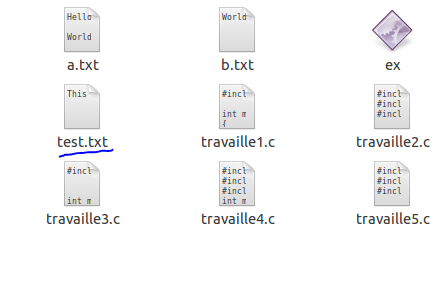 Hello
World
World
a.txt
b.txt
ex
This
#incl
int m
{
#incl
#incl
#incl
test.txt
travaille1.c
travaille2.c
#incl
int m
#incl
#incl
#incl
int m
#incl
#incl
#incl
travaille3.c
travaille4.c
travaille5.c